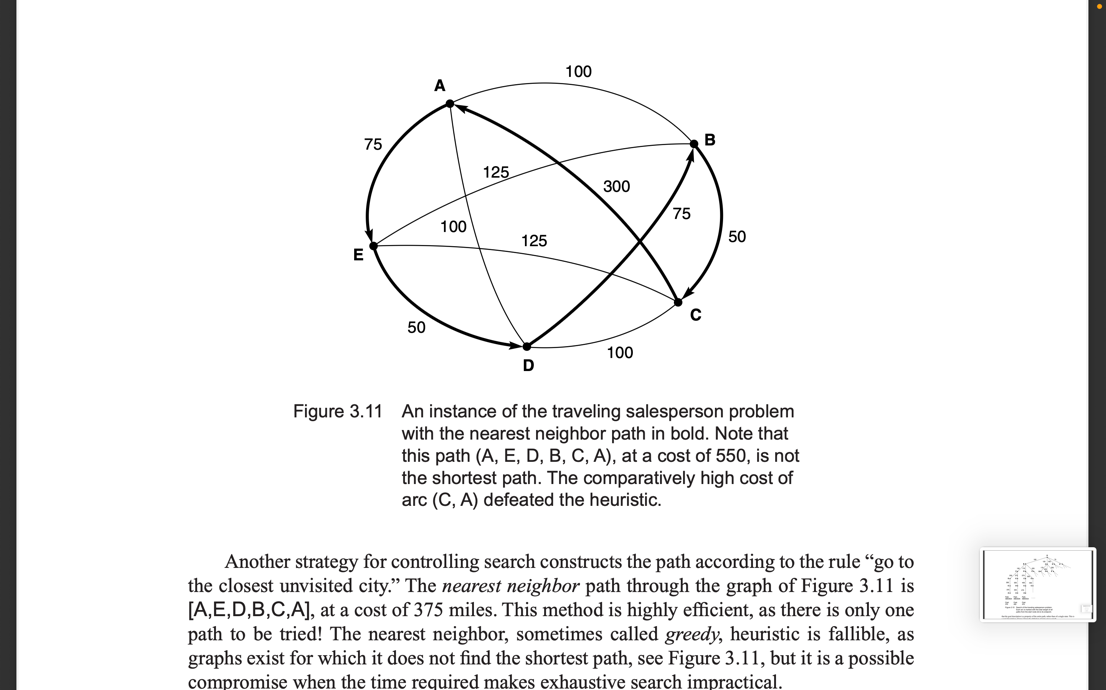 100
A
75
B
125
300
75
100
125
50
E
C
50
100
D
Figure 3.11 An instance of the traveling salesperson problem
with the nearest neighbor path in bold. Note that
this path (A, E, D, B, C, A), at a cost of 550, is not
the shortest path. The comparatively high cost of
arc (C, A) defeated the heuristic.
Another strategy for controlling search constructs the path according to the rule “go to
the closest unvisited city.” The nearest neighbor path through the graph of Figure 3.11 is
[A,E,D,B,C,A], at a cost of 375 miles. This method is highly efficient, as there is only one
path to be tried! The nearest neighbor, sometimes called greedy, heuristic is fallible, as
graphs exist for which it does not find the shortest path, see Figure 3.11, but it is a possible
compromise when the time required makes exhaustive search impractical.